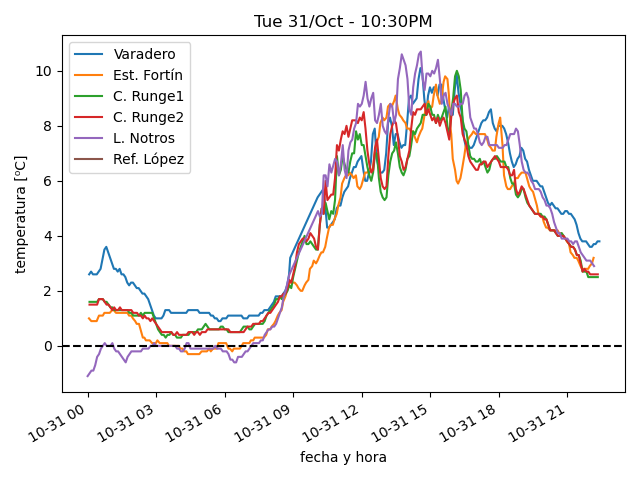 Tue 31/Oct - 10:30PM
Varadero
Est. Fortín
C. Runge1
C. Runge2
L. Notros
Ref. López
temperatura [ºC]
10
8
6
4
2
0
10-31 00
10-31 03
10-31 06
10-31 09
10-31 12
10-31 15
10-31 18
10-31 21
fecha y hora